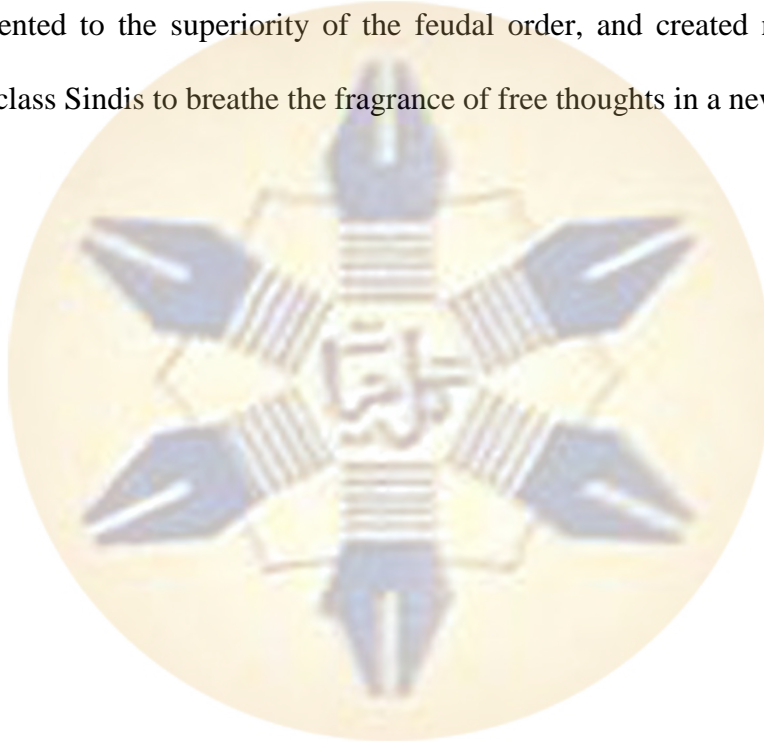 ented to the superiority of the feudal order, and created
class Sindis to breathe the fragrance of free thoughts in a new